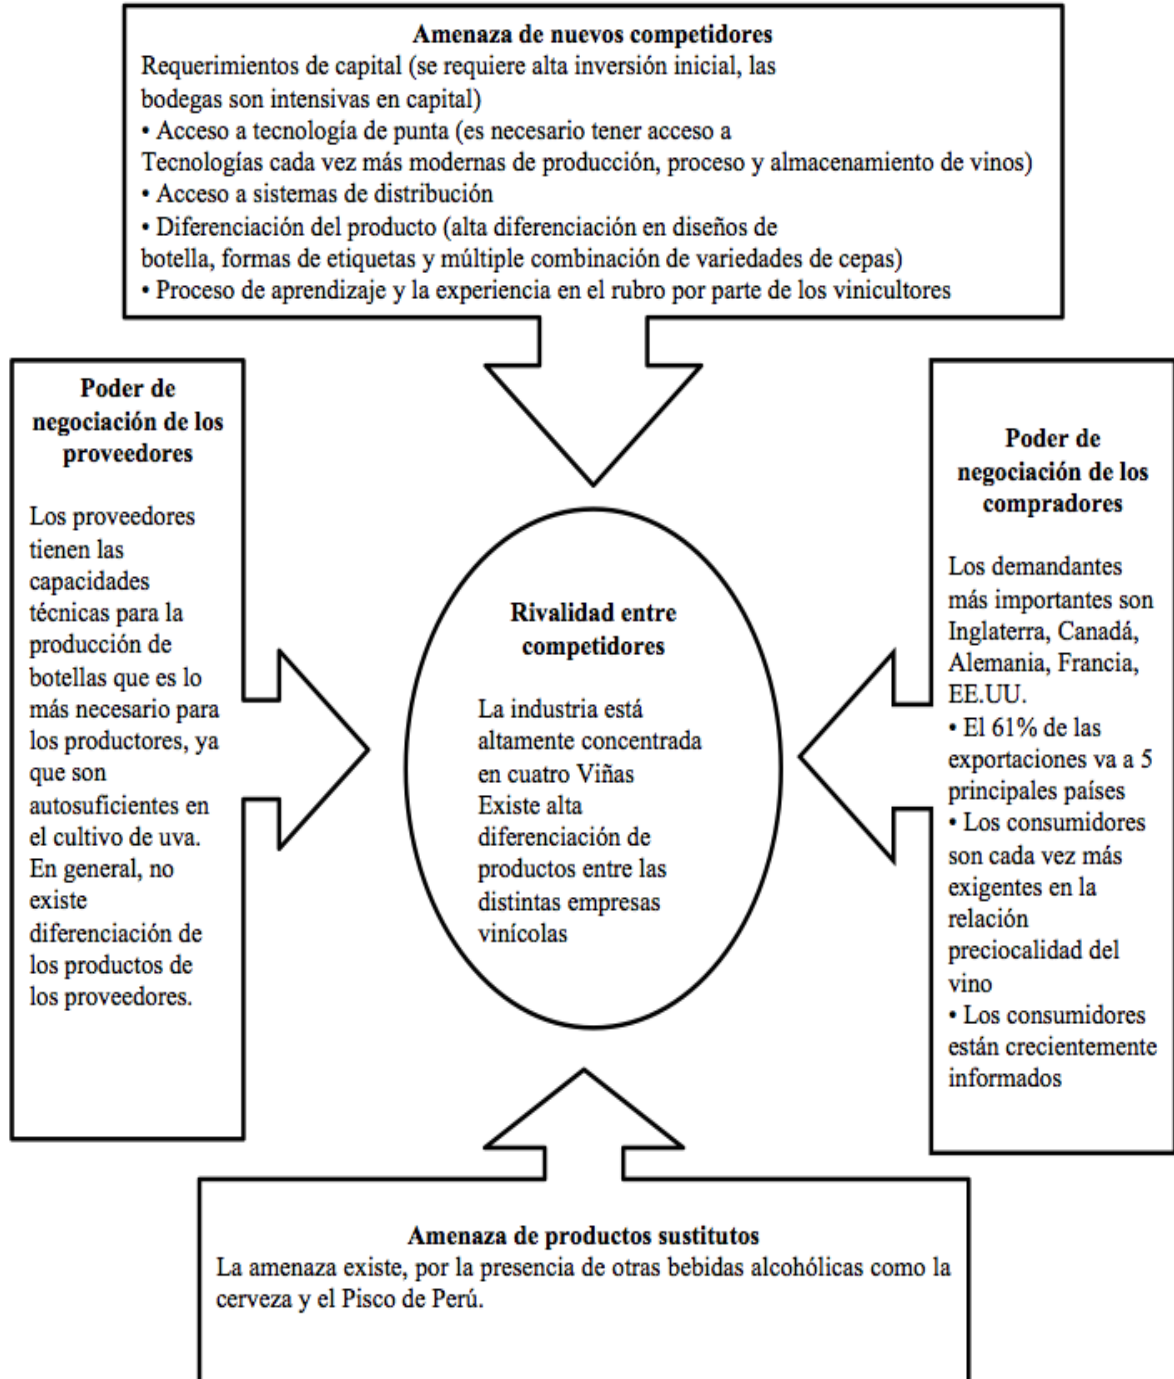 Amenaza de nuevos competidores
Requerimientos de capital (se requiere alta inversión inicial, las
bodegas son intensivas en capital)
• Acceso a tecnología de punta (es necesario tener acceso a
Tecnologías cada vez más modernas de producción, proceso y almacenamiento de vinos)
• Acceso a sistemas de distribución
• Diferenciación del producto (alta diferenciación en diseños de
botella, formas de etiquetas y múltiple combinación de variedades de cepas)
• Proceso de aprendizaje y la experiencia en el rubro por parte de los vinicultores
Poder de
negociación de los
proveedores
Los proveedores
tienen las
capacidades
técnicas para la
producción de
botellas que es lo
más necesario para
los productores, ya
que son
autosuficientes en
el cultivo de uva.
En general, no
existe
diferenciación de
los productos de
los proveedores.
Rivalidad entre
competidores
La industria está
altamente concentrada
en cuatro Viñas
Existe alta
diferenciación de
productos entre las
distintas empresas
vinícolas
Poder de
negociación de los
compradores
Los demandantes
más importantes son
Inglaterra, Canadá,
Alemania, Francia,
EE.UU.
• El 61% de las
exportaciones va a 5
principales países
• Los consumidores
son cada vez más
exigentes en la
relación
preciocalidad del
vino
• Los consumidores
están crecientemente
informados
Amenaza de productos sustitutos
La amenaza existe, por la presencia de otras bebidas alcohólicas como la
cerveza y el Pisco de Perú.